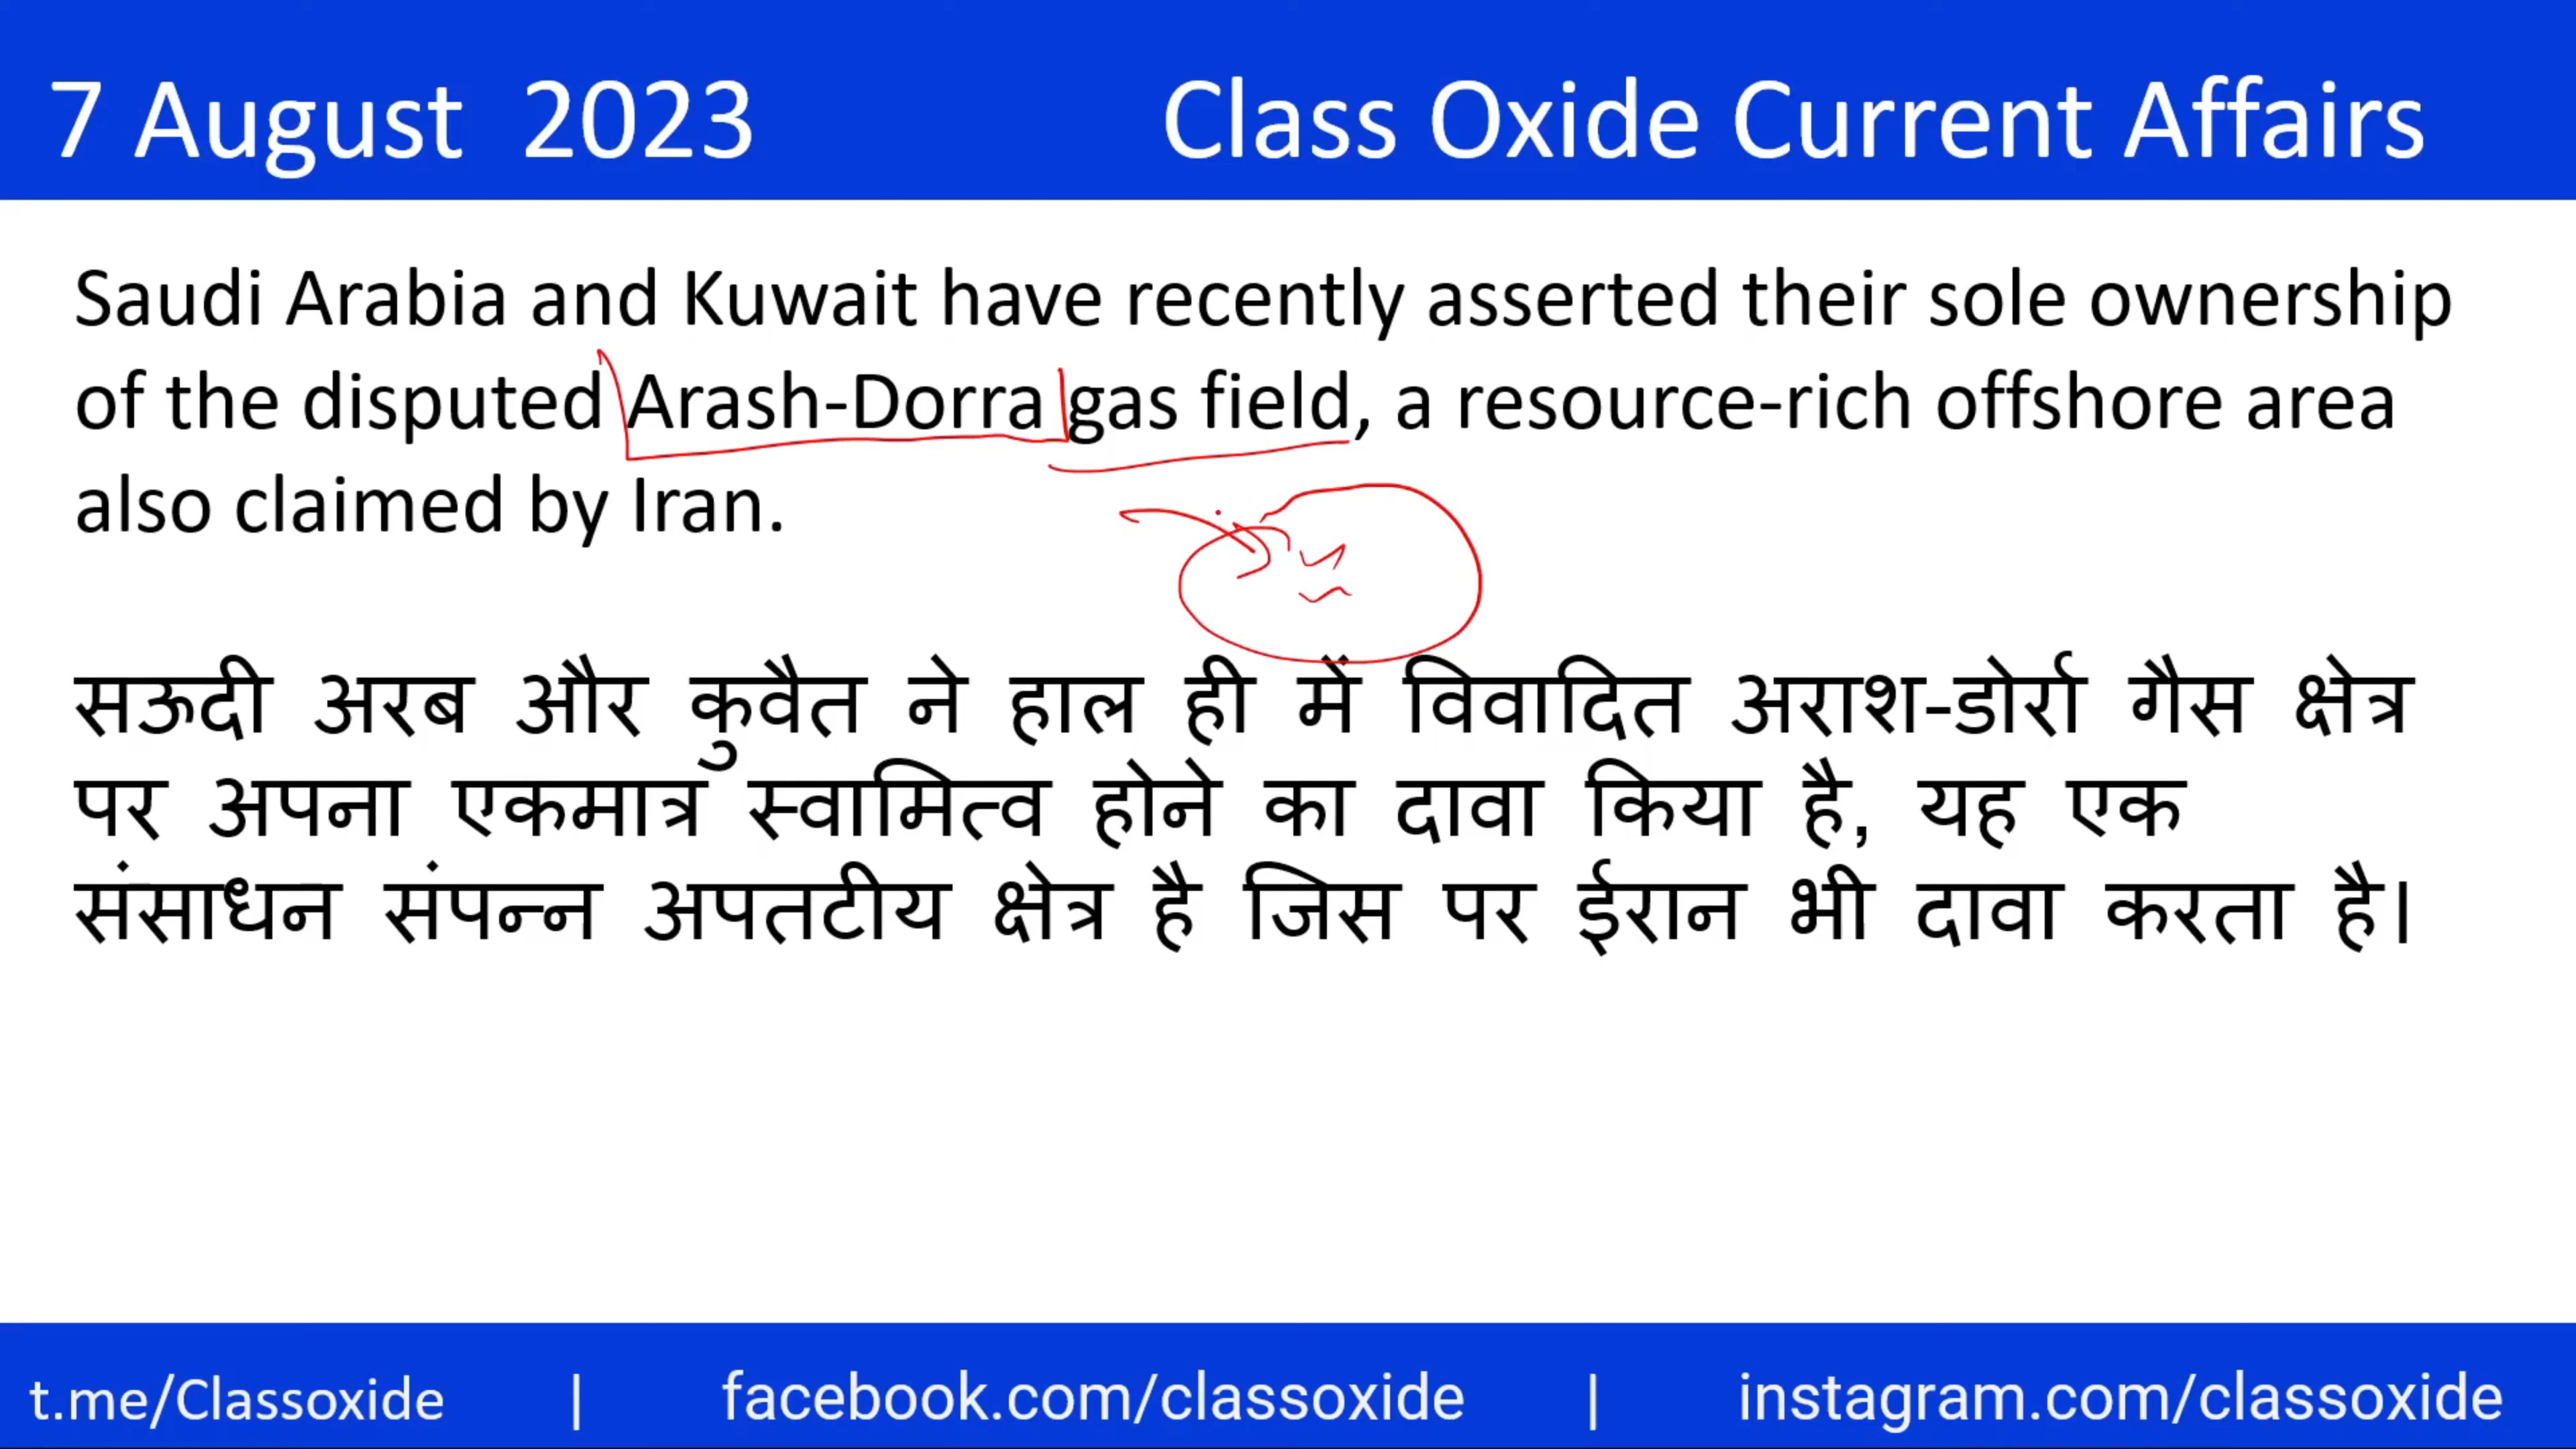 7 August 2023
Class Oxide Current Affairs
Saudi Arabia and Kuwait have recently asserted their sole ownership
of the disputed Arash-Dorra gas field, a resource-rich offshore area
also claimed by Iran.
सऊदी अरब और कुवैत ने हाल ही में विवादित अराश-डोर्रा गैस क्षेत्र
पर अपना एकमात्र स्वामित्व होने का दावा किया है, यह एक
संसाधन संपन्न अपतटीय क्षेत्र है जिस पर ईरान भी दावा करता है।
t.me/Classoxide | facebook.com/classoxide | instagram.com/classoxide